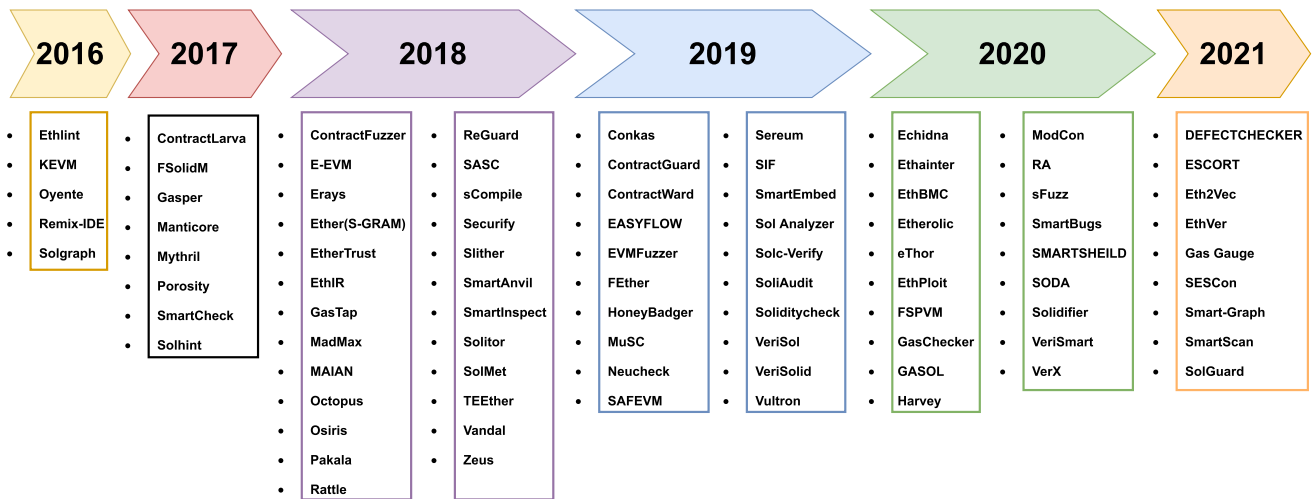 2016
2017
2018
2019
2020
2021
Ethlint
KEVM
Oyente
Remix-IDE
Solgraph
ContractLarva
FSolidM
Gasper
Manticore
Mythril
Porosity
SmartCheck
Solhint
ContractFuzzer
E-EVM
Erays
Ether(S-GRAM)
EtherTrust
EthIR
GasTap
MadMax
MAIAN
Octopus
Osiris
Pakala
Rattle
ReGuard
SASC
sCompile
Securify
Slither
SmartAnvil
SmartInspect
Solitor
SolMet
TEEther
Vandal
Zeus
Conkas
ContractGuard
ContractWard
EASYFLOW
EVMFuzzer
FEther
HoneyBadger
MuSC
Neucheck
SAFEVM
Sereum
SIF
SmartEmbed
Sol Analyzer
Solc-Verify
SoliAudit
Soliditycheck
VeriSol
VeriSolid
Vultron
Echidna
Ethainter
EthBMC
Etherolic
eThor
EthPloit
FSPVM
GasChecker
GASOL
Harvey
ModCon
RA
sFuzz
SmartBugs
SMARTSHEILD
SODA
Solidifier
VeriSmart
VerX
DEFECTCHECKER
ESCORT
Eth2Vec
EthVer
Gas Gauge
SESCon
Smart-Graph
SmartScan
SolGuard